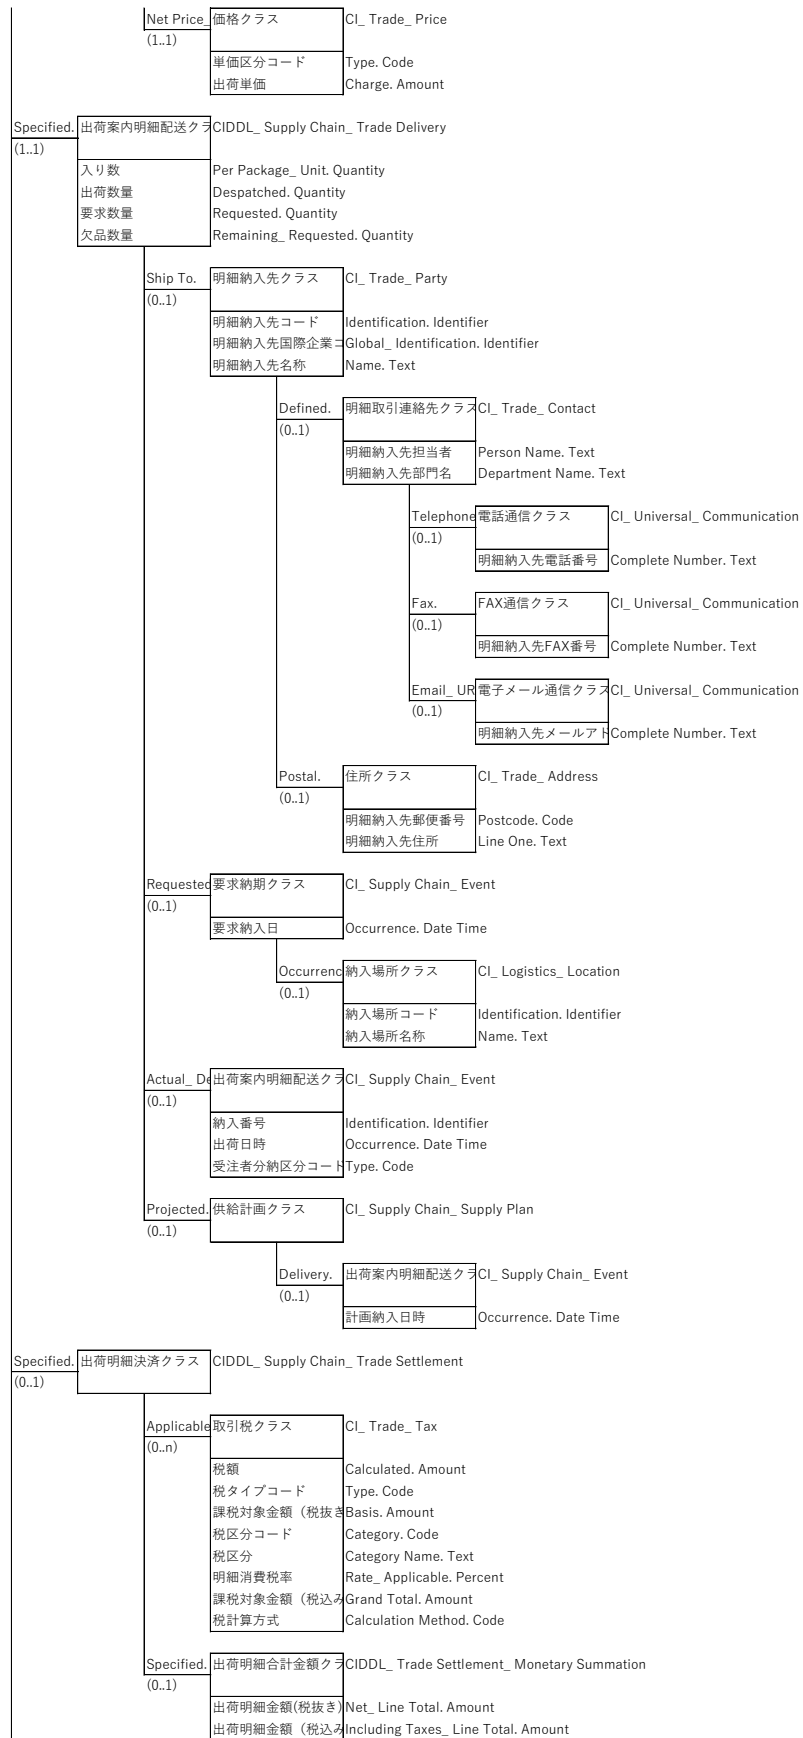 Net Price_ 価格クラス CI_ Trade_ Price
(1..1)
単価区分コード Type. Code
出荷単価 Charge. Amount
Specified. 出荷案内明細配送クラ CIDDL_ Supply Chain_ Trade Delivery
(1..1)
入り数 Per Package_ Unit. Quantity
出荷数量 Despatched. Quantity
要求数量 Requested. Quantity
欠品数量 Remaining_ Requested. Quantity
Ship To. 明細納入先クラス CI_ Trade_ Party
(0..1)
明細納入先コード Identification. Identifier
明細納入先国際企業コ Global_ Identification. Identifier
明細納入先名称 Name. Text
Defined. 明細取引連絡先クラス CI_ Trade_ Contact
(0..1)
明細納入先担当者 Person Name. Text
明細納入先部門名 Department Name. Text
Telephone 電話通信クラス CI_ Universal_ Communication
(0..1)
明細納入先電話番号 Complete Number. Text
Fax. FAX通信クラス CI_ Universal_ Communication
(0..1)
明細納入先FAX番号 Complete Number. Text
Email_ UR 電子メール通信クラス CI_ Universal_ Communication
(0..1)
明細納入先メールアド Complete Number. Text
Postal. 住所クラス CI_ Trade_ Address
(0..1)
明細納入先郵便番号 Postcode. Code
明細納入先住所 Line One. Text
Requested 要求納期クラス CI_ Supply Chain_ Event
(0..1)
要求納入日 Occurrence. Date Time
Occurrenc 納入場所クラス CI_ Logistics_ Location
(0..1)
納入場所コード Identification. Identifier
納入場所名称 Name. Text
Actual_ De 出荷案内明細配送クラ CI_ Supply Chain_ Event
(0..1)
納入番号 Identification. Identifier
出荷日時 Occurrence. Date Time
受注者分納区分コード Type. Code
Projected. 供給計画クラス CI_ Supply Chain_ Supply Plan
(0..1)
Delivery. 出荷案内明細配送クラ CI_ Supply Chain_ Event
(0..1)
計画納入日時 Occurrence. Date Time
Specified. 出荷明細決済クラス CIDDL_ Supply Chain_ Trade Settlement
(0..1)
Applicable 取引税クラス CI_ Trade_ Tax
(0..n)
税額 Calculated. Amount
税タイプコード Type. Code
課税対象金額（税抜き Basis. Amount
税区分コード Category. Code
税区分 Category Name. Text
明細消費税率 Rate_ Applicable. Percent
課税対象金額（税込み Grand Total. Amount
税計算方式 Calculation Method. Code
Specified. 出荷明細合計金額クラ CIDDL_ Trade Settlement_ Monetary Summation
(0..1)
出荷明細金額(税抜き) Net_ Line Total. Amount
出荷明細金額（税込み Including Taxes_ Line Total. Amount